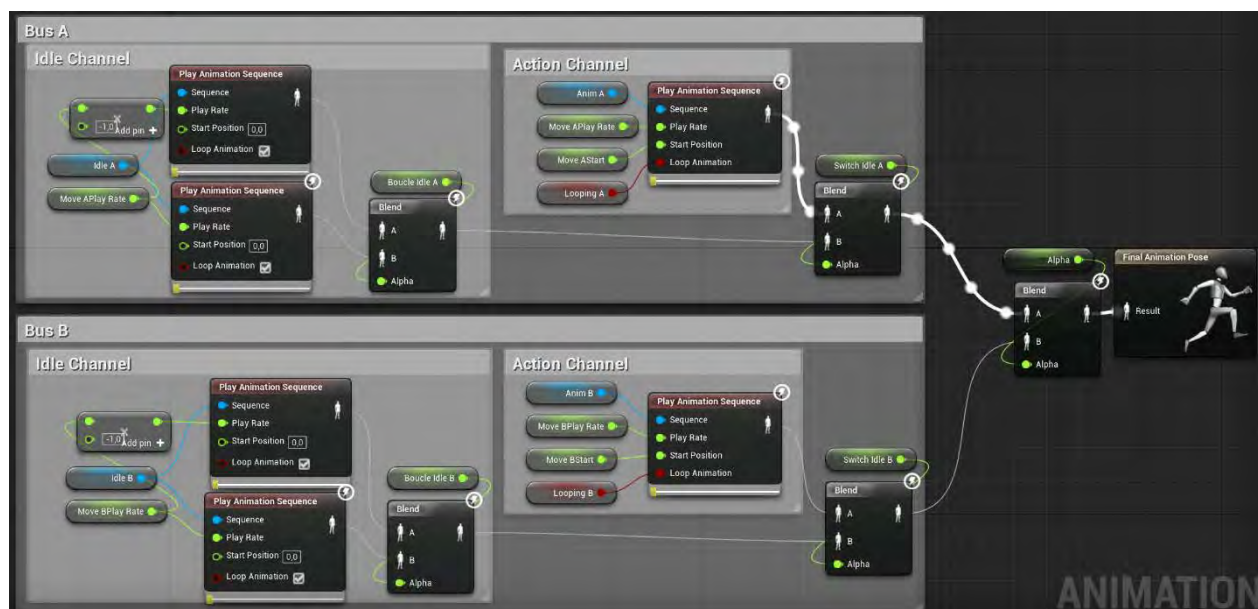 Bus A
Idle Channel
Play Animation Sequence
Sequence
Play Rate
Start Position 0,0
Loop Animation
-1,0
Add pin +
Idle A
Move APlay Rate
Play Animation Sequence
Sequence
Play Rate
Start Position 0,0
Loop Animation
Boucle Idle A
Blend
A
B
Alpha
Action Channel
Anim A
Move APlay Rate
Move AStart
Looping A
Play Animation Sequence
Sequence
Play Rate
Start Position
Loop Animation
Switch Idle A
Blend
A
B
Alpha
Bus B
Idle Channel
Play Animation Sequence
Sequence
Play Rate
Start Position 0,0
Loop Animation
-1,0
Add pin +
Idle B
Move BPlay Rate
Play Animation Sequence
Sequence
Play Rate
Start Position 0,0
Loop Animation
Boucle Idle B
Blend
A
B
Alpha
Action Channel
Anim B
Move BPlay Rate
Move BStart
Looping B
Play Animation Sequence
Sequence
Play Rate
Start Position
Loop Animation
Switch Idle B
Blend
A
B
Alpha
Alpha
Blend
A
B
Alpha
Final Animation Pose
Result
ANIMATION